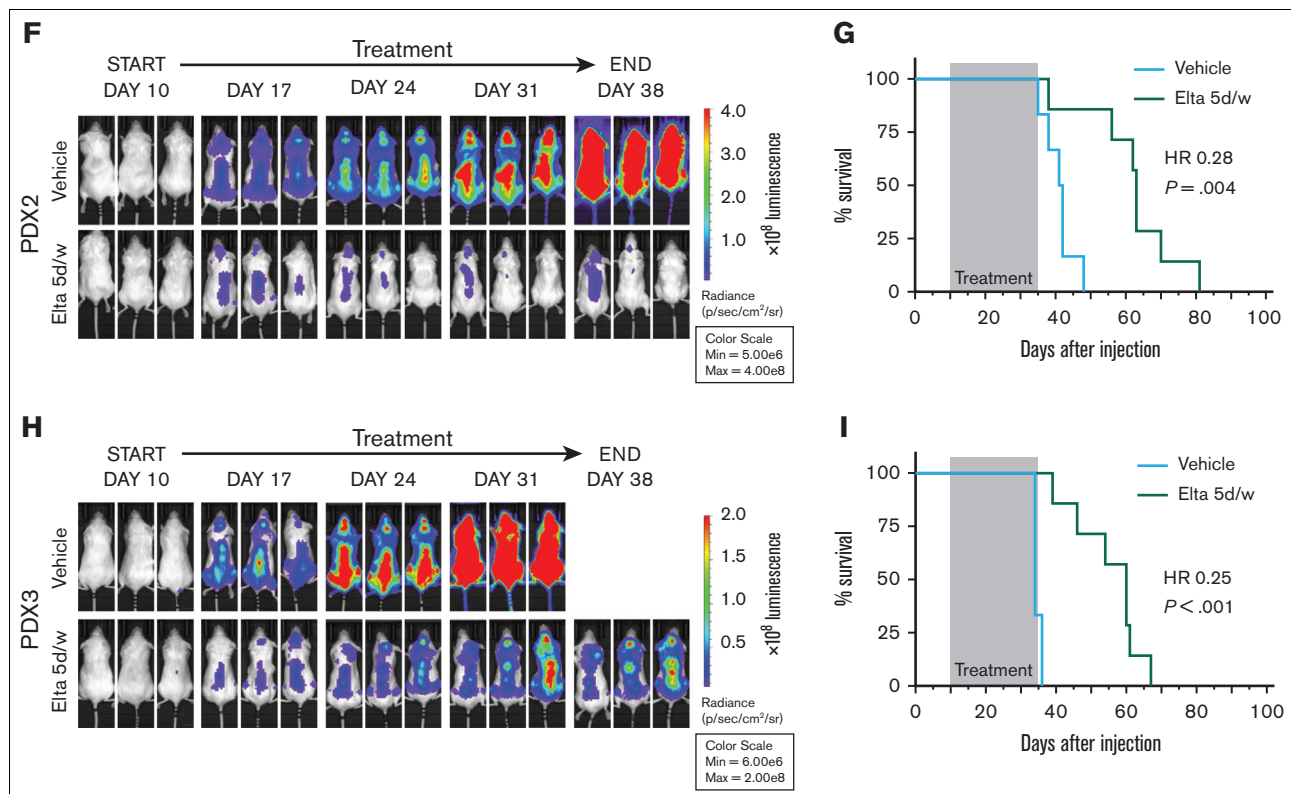 F
Treatment
START
END
DAY 10
DAY 17
DAY 24
DAY 31
DAY 38
PDX2
Vehicle
Elta 5d/w
4.0
3.0
2.0
1.0
×10⁸ luminescence
Radiance
(p/sec/cm²/sr)
Color Scale
Min = 5.00e6
Max = 4.00e8
G
Vehicle
Elta 5d/w
HR 0.28
P = .004
% survival
100
75
50
25
0
Treatment
0 20 40 60 80 100
Days after injection
H
Treatment
START
END
DAY 10
DAY 17
DAY 24
DAY 31
DAY 38
PDX3
Vehicle
Elta 5d/w
2.0
1.5
1.0
0.5
×10⁸ luminescence
Radiance
(p/sec/cm²/sr)
Color Scale
Min = 6.00e6
Max = 2.00e8
I
Vehicle
Elta 5d/w
HR 0.25
P < .001
% survival
100
75
50
25
0
Treatment
0 20 40 60 80 100
Days after injection